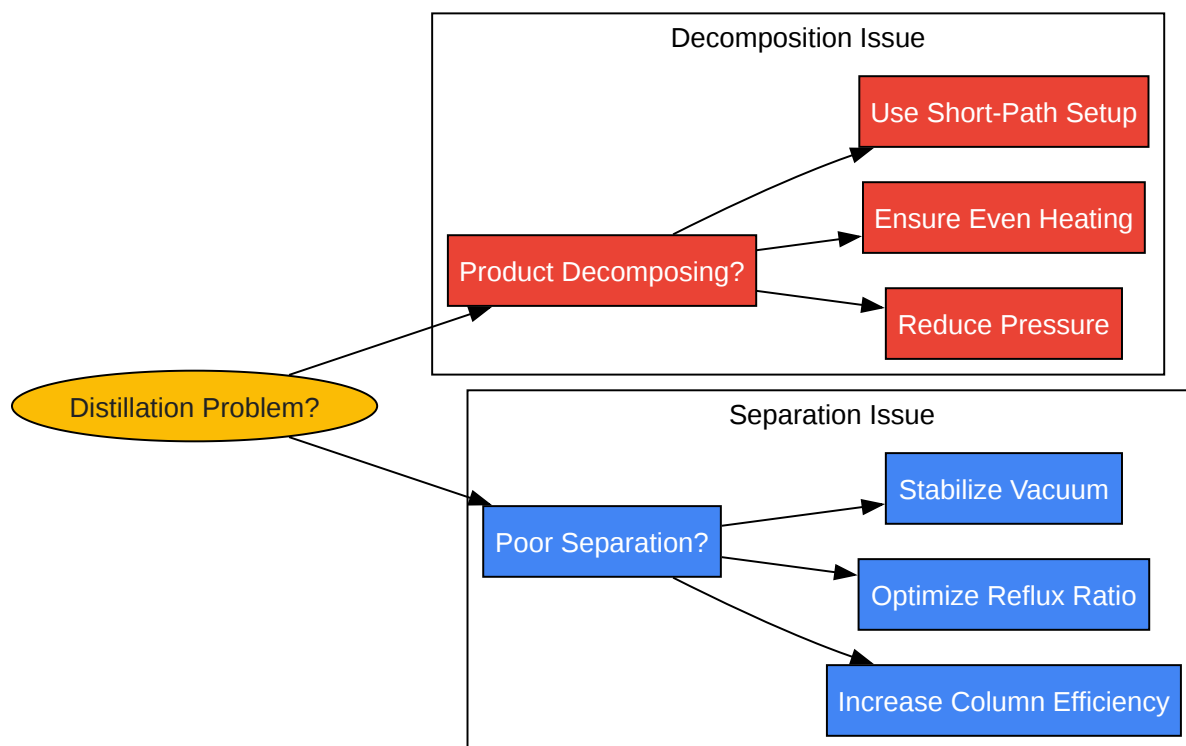 Decomposition Issue
Use Short-Path Setup
Ensure Even Heating
Product Decomposing?
Reduce Pressure
Distillation Problem?
Separation Issue
Stabilize Vacuum
Poor Separation?
Optimize Reflux Ratio
Increase Column Efficiency